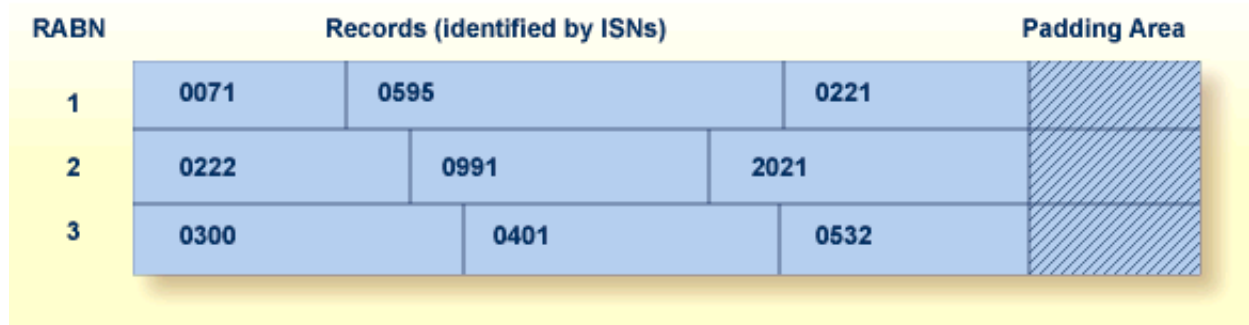 RABN Records (identified by ISNs) Padding Area
1 0071 0595 0221
2 0222 0991 2021
3 0300 0401 0532